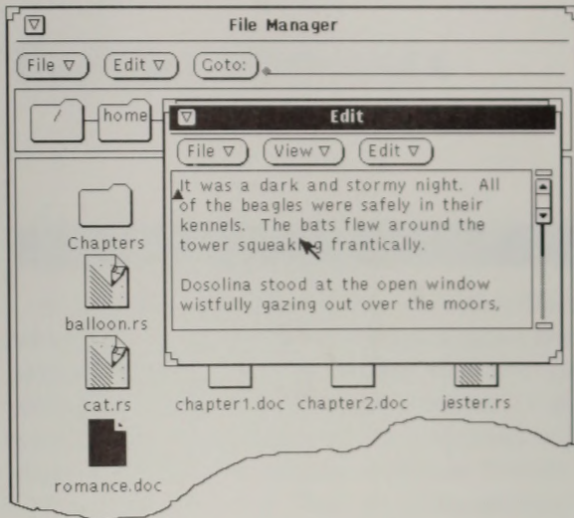 File Manager
File Edit Goto:
/ home
Edit
File View Edit
It was a dark and stormy night. All
of the beagles were safely in their
kennels. The bats flew around the
tower squeaking frantically.
Dosolina stood at the open window
wistfully gazing out over the moors,
Chapters
balloon.rs
cat.rs chapter1.doc chapter2.doc jester.rs
romance.doc